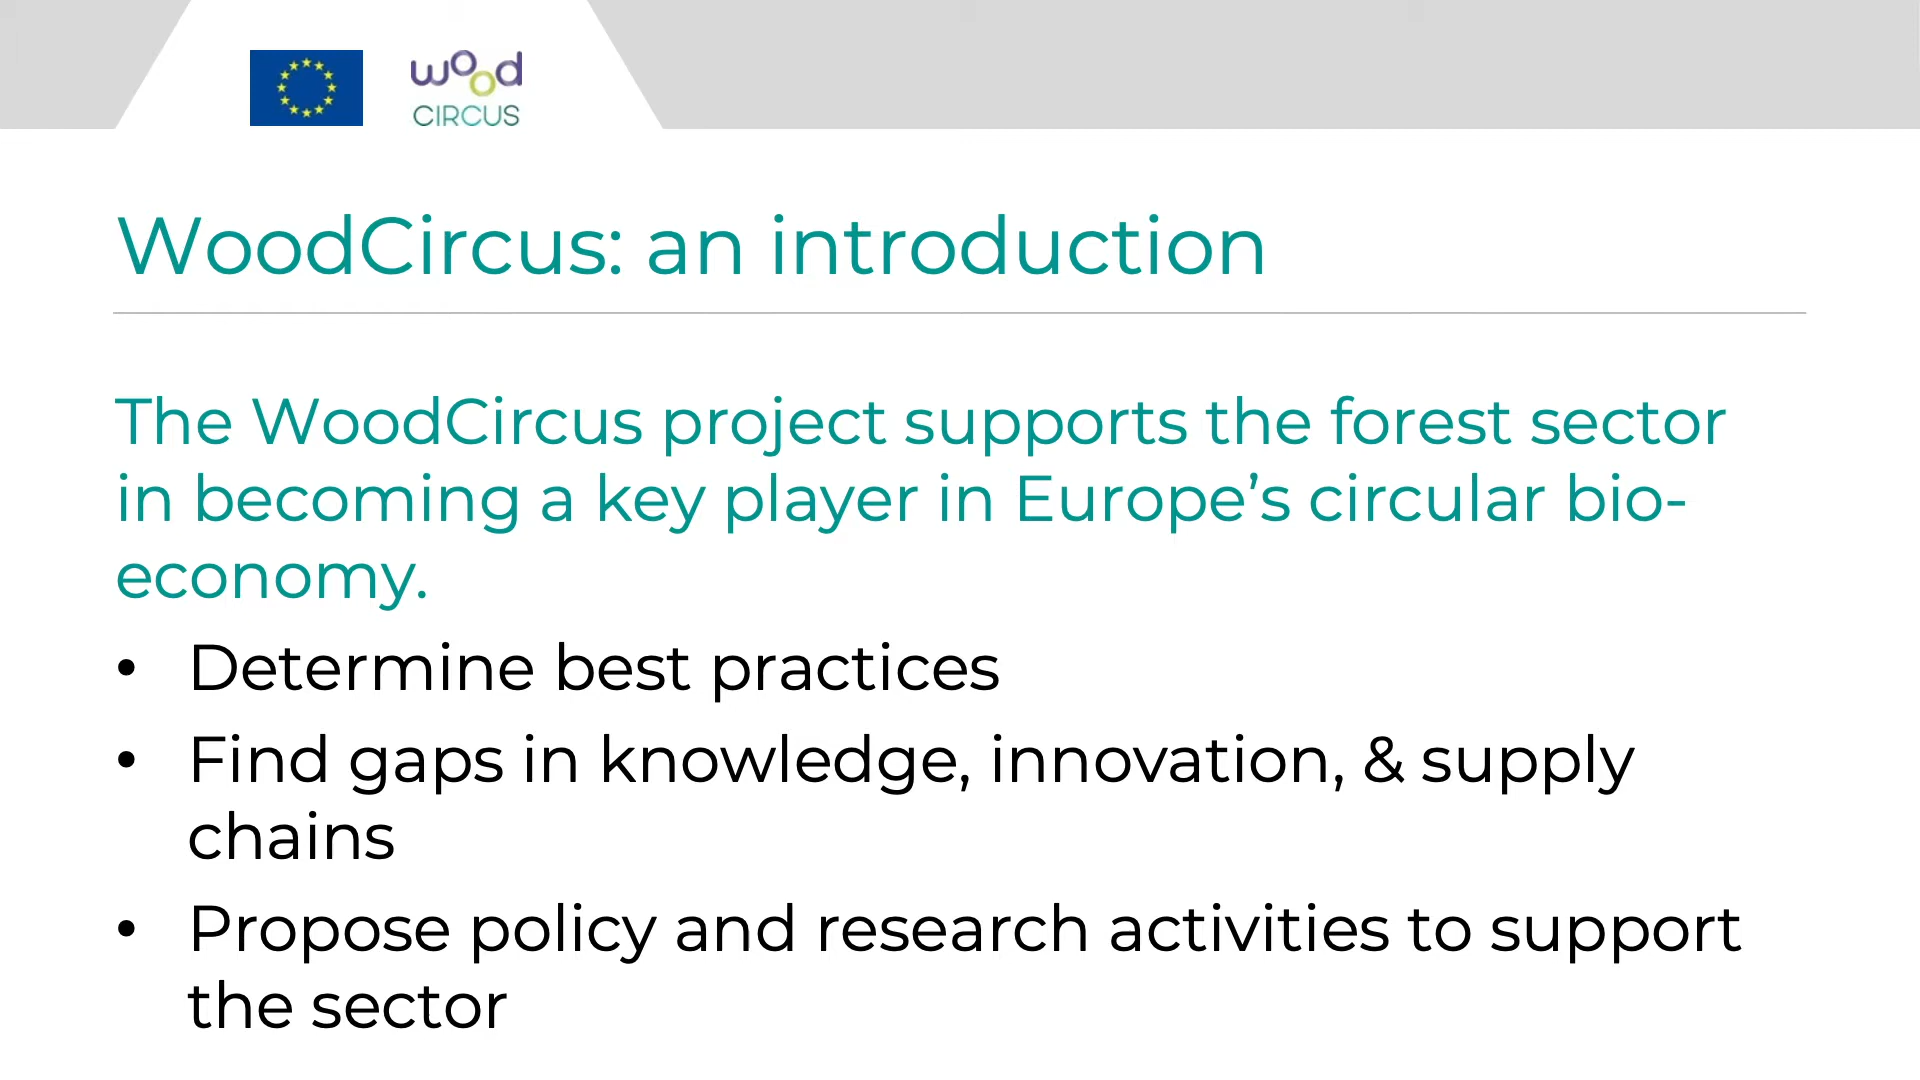 wood
CIRCUS
WoodCircus: an introduction
The WoodCircus project supports the forest sector
in becoming a key player in Europe’s circular bio-
economy.
• Determine best practices
• Find gaps in knowledge, innovation, & supply
chains
• Propose policy and research activities to support
the sector